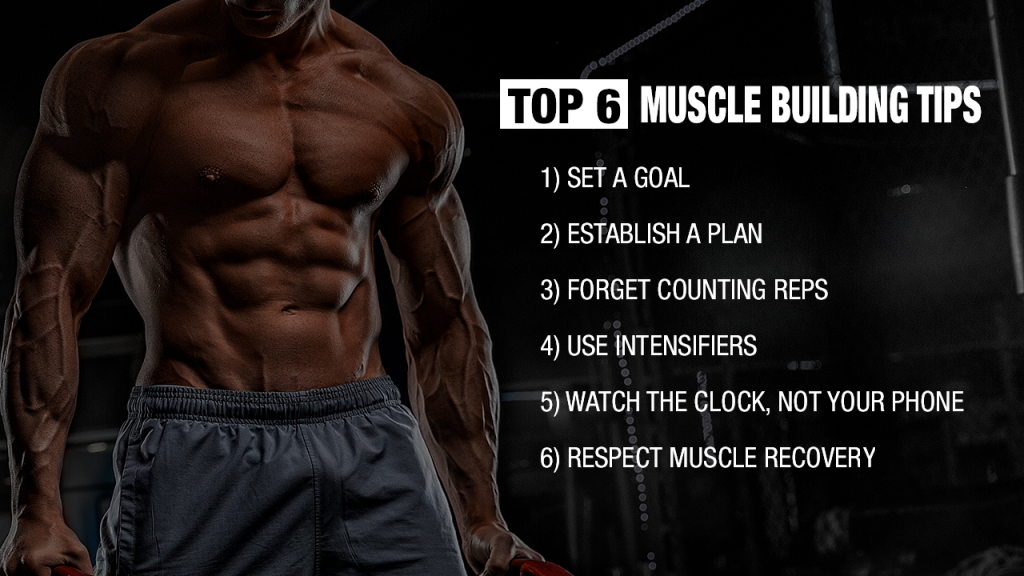 TOP 6 MUSCLE BUILDING TIPS
1) SET A GOAL
2) ESTABLISH A PLAN
3) FORGET COUNTING REPS
4) USE INTENSIFIERS
5) WATCH THE CLOCK, NOT YOUR PHONE
6) RESPECT MUSCLE RECOVERY